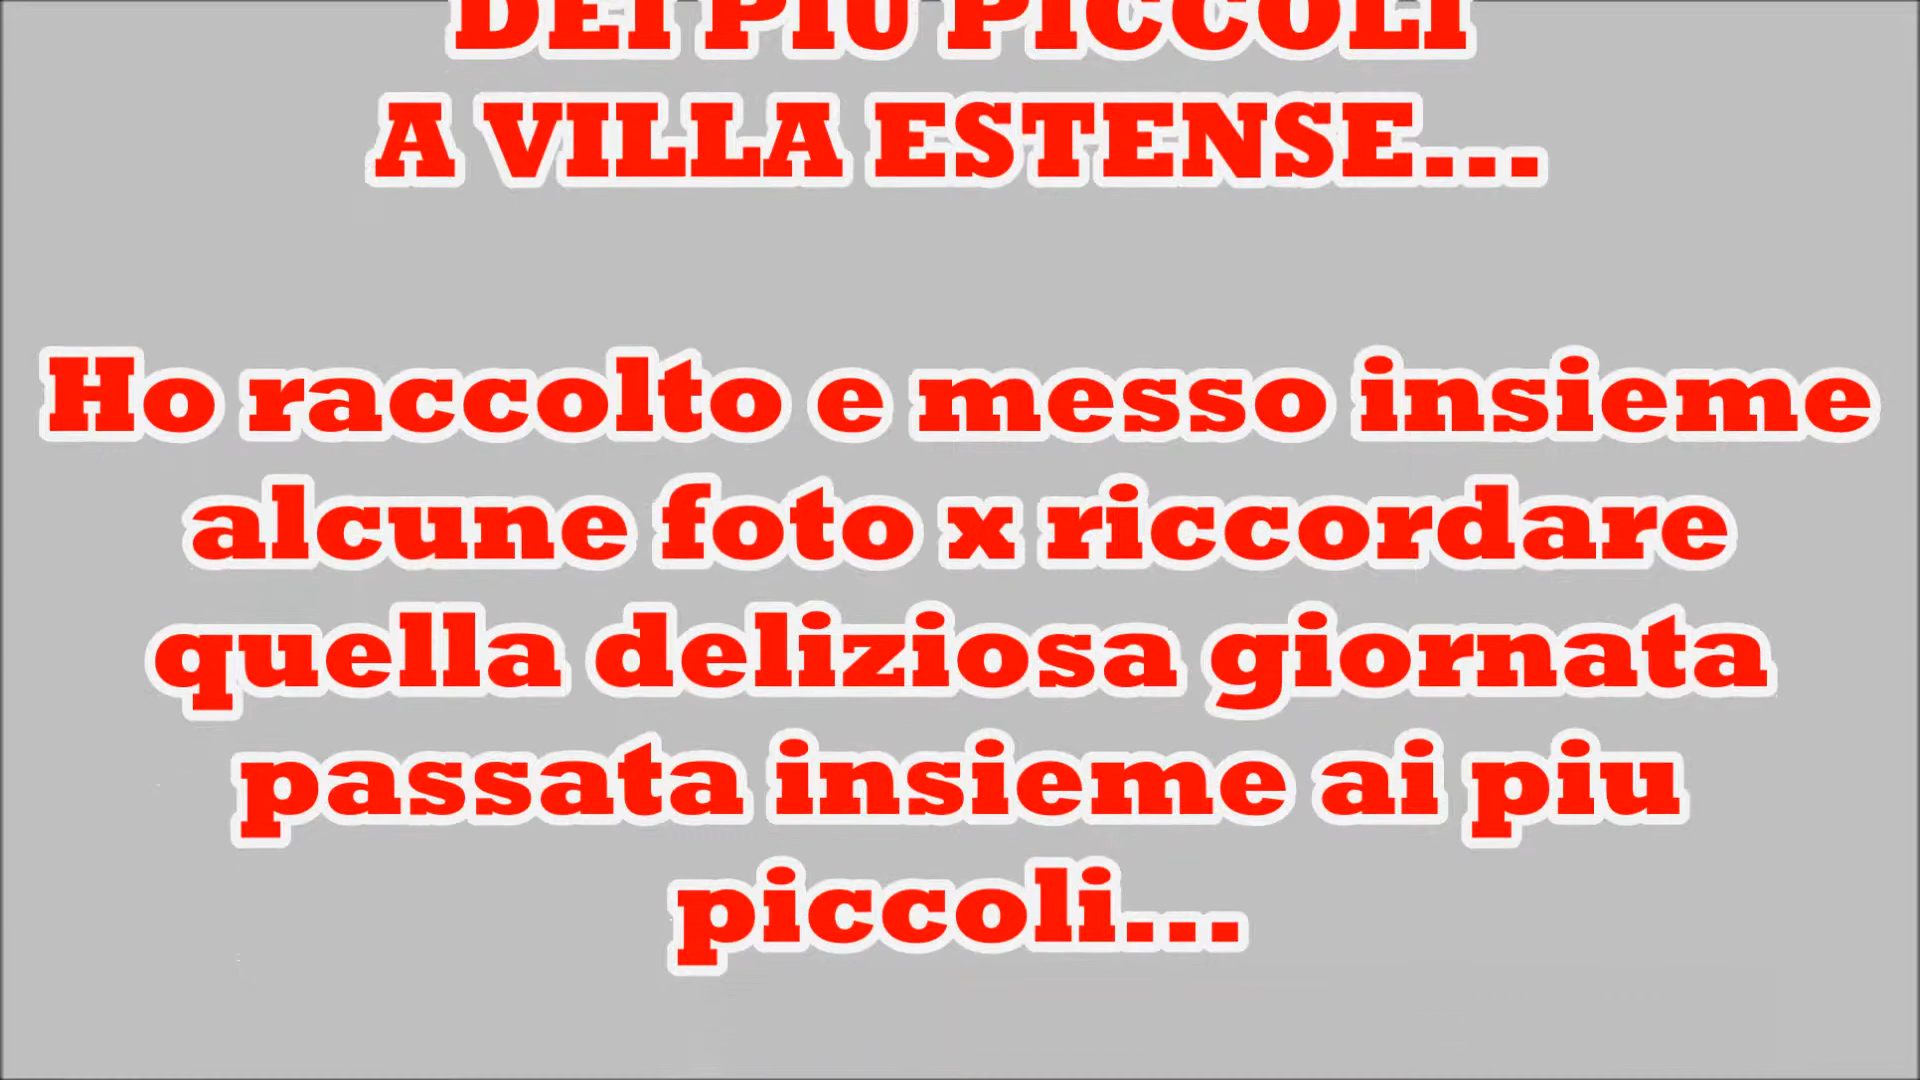 DEI PIU PICCOLI
A VILLA ESTENSE...
Ho raccolto e messo insieme
alcune foto x riccordare
quella deliziosa giornata
passata insieme ai piu
piccoli...